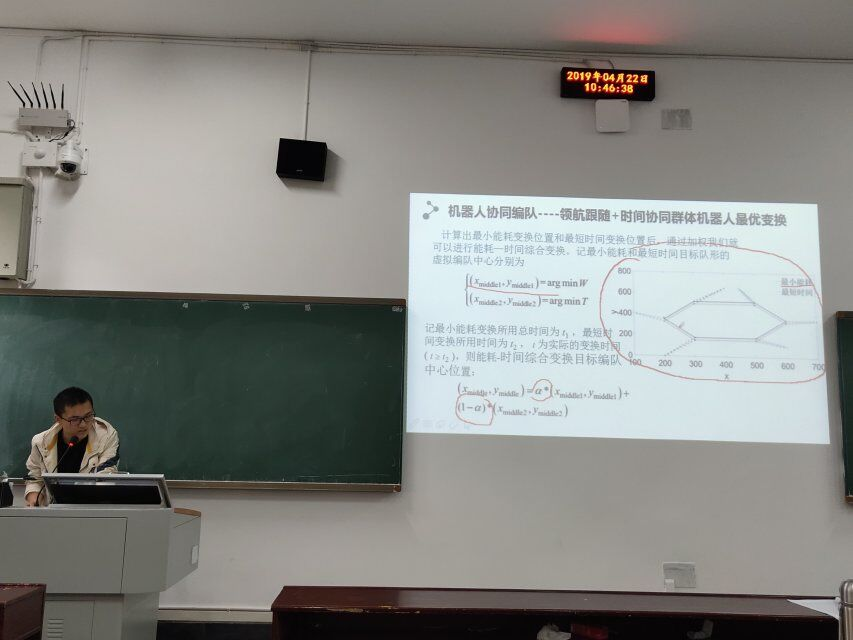 2019年04月22日
10:46:38
机器人协同编队----领航跟随+时间协同群体机器人最优变换
计算出最小能耗变换位置和最短时间变换位置后，通过加权我们就
可以进行能耗—时间综合变换。记最小能耗和最短时间目标队形的
虚拟编队中心分别为
(x_middle1, y_middle1) = arg min W
(x_middle2, y_middle2) = arg min T
记最小能耗变换所用总时间为 t₁ ，最短时
间变换所用时间为 t₂ ， t 为实际的变换时间
(t ≥ t₂)，则能耗-时间综合变换目标编队
中心位置：
(x_middle, y_middle) = α*(x_middle1, y_middle1) +
(1-α)*(x_middle2, y_middle2)
最小能耗
最短时间
800
600
y
400
200
0
100 200 300 400 500 600 700
x